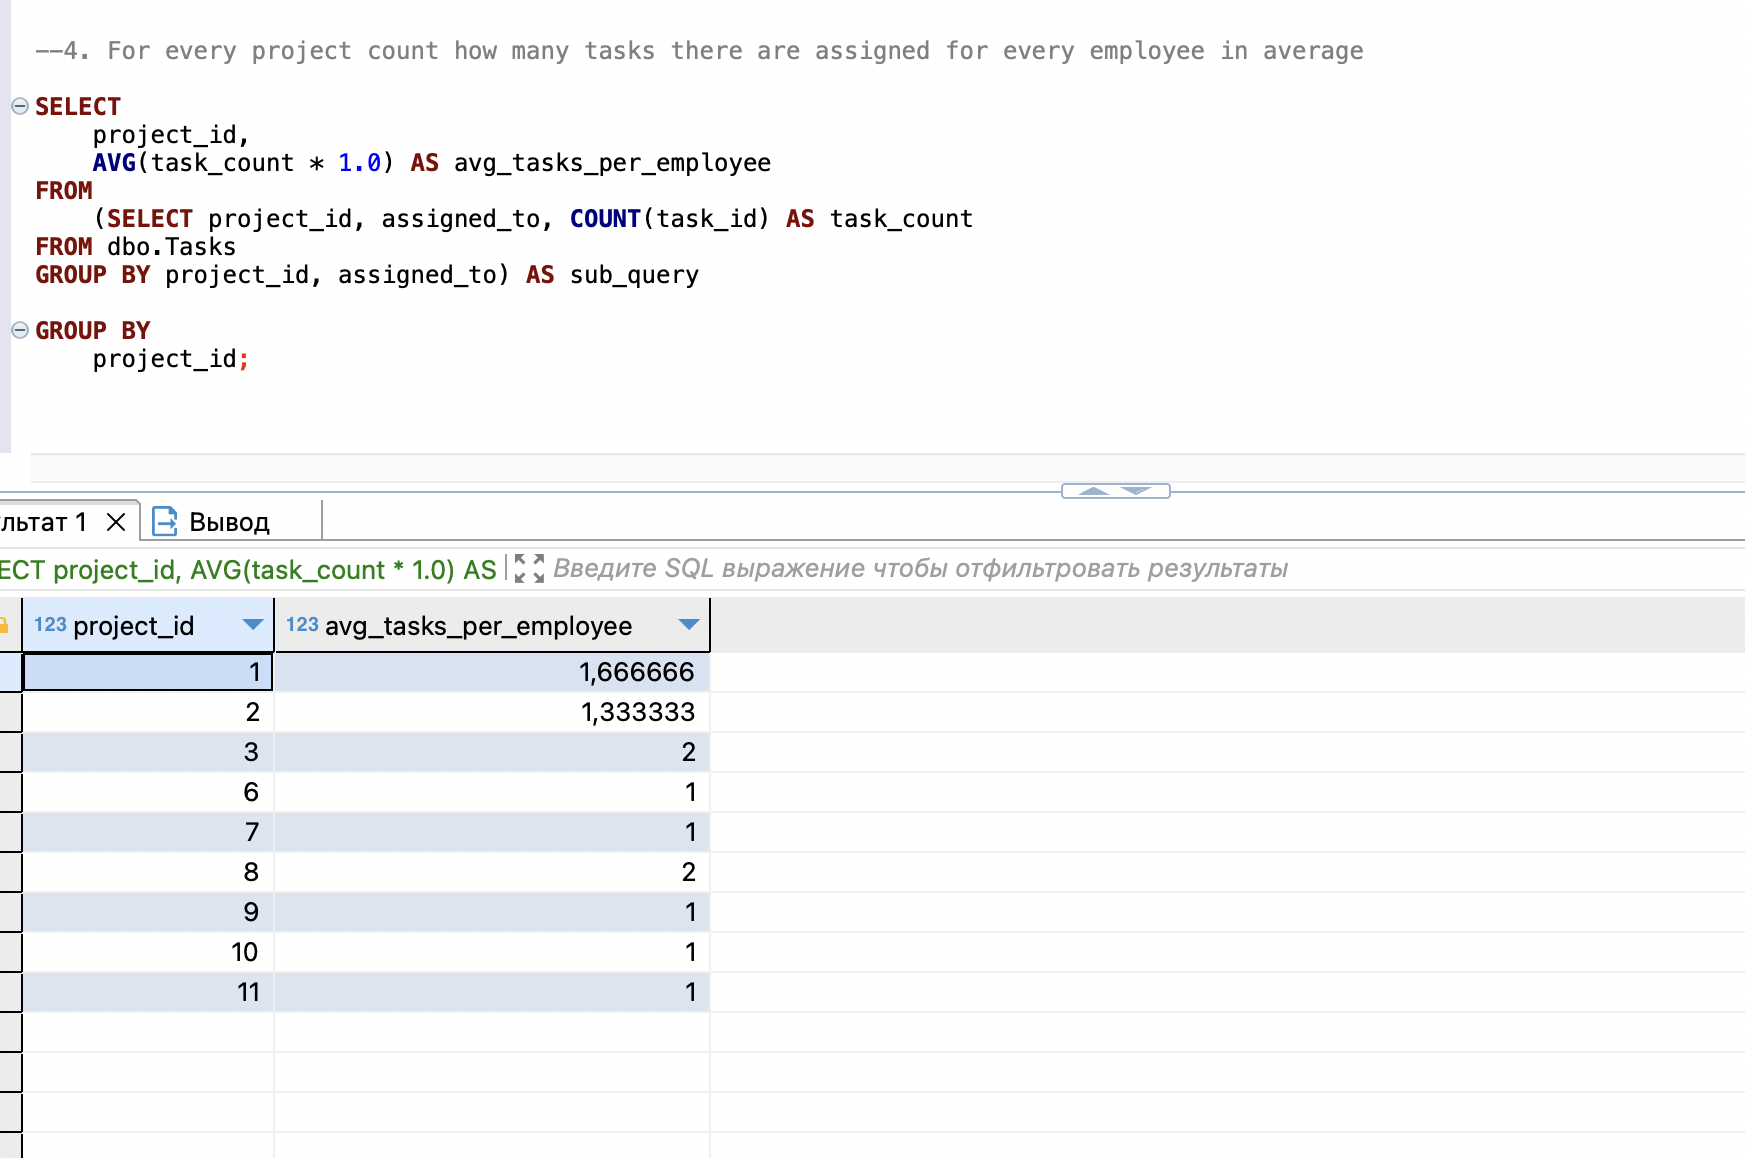 --4. For every project count how many tasks there are assigned for every employee in average
SELECT
project_id,
AVG(task_count * 1.0) AS avg_tasks_per_employee
FROM
(SELECT project_id, assigned_to, COUNT(task_id) AS task_count
FROM dbo.Tasks
GROUP BY project_id, assigned_to) AS sub_query
GROUP BY
project_id;
льтат 1 Вывод
ECT project_id, AVG(task_count * 1.0) AS Введите SQL выражение чтобы отфильтровать результаты
123 project_id 123 avg_tasks_per_employee
1 1,666666
2 1,333333
3 2
6 1
7 1
8 2
9 1
10 1
11 1